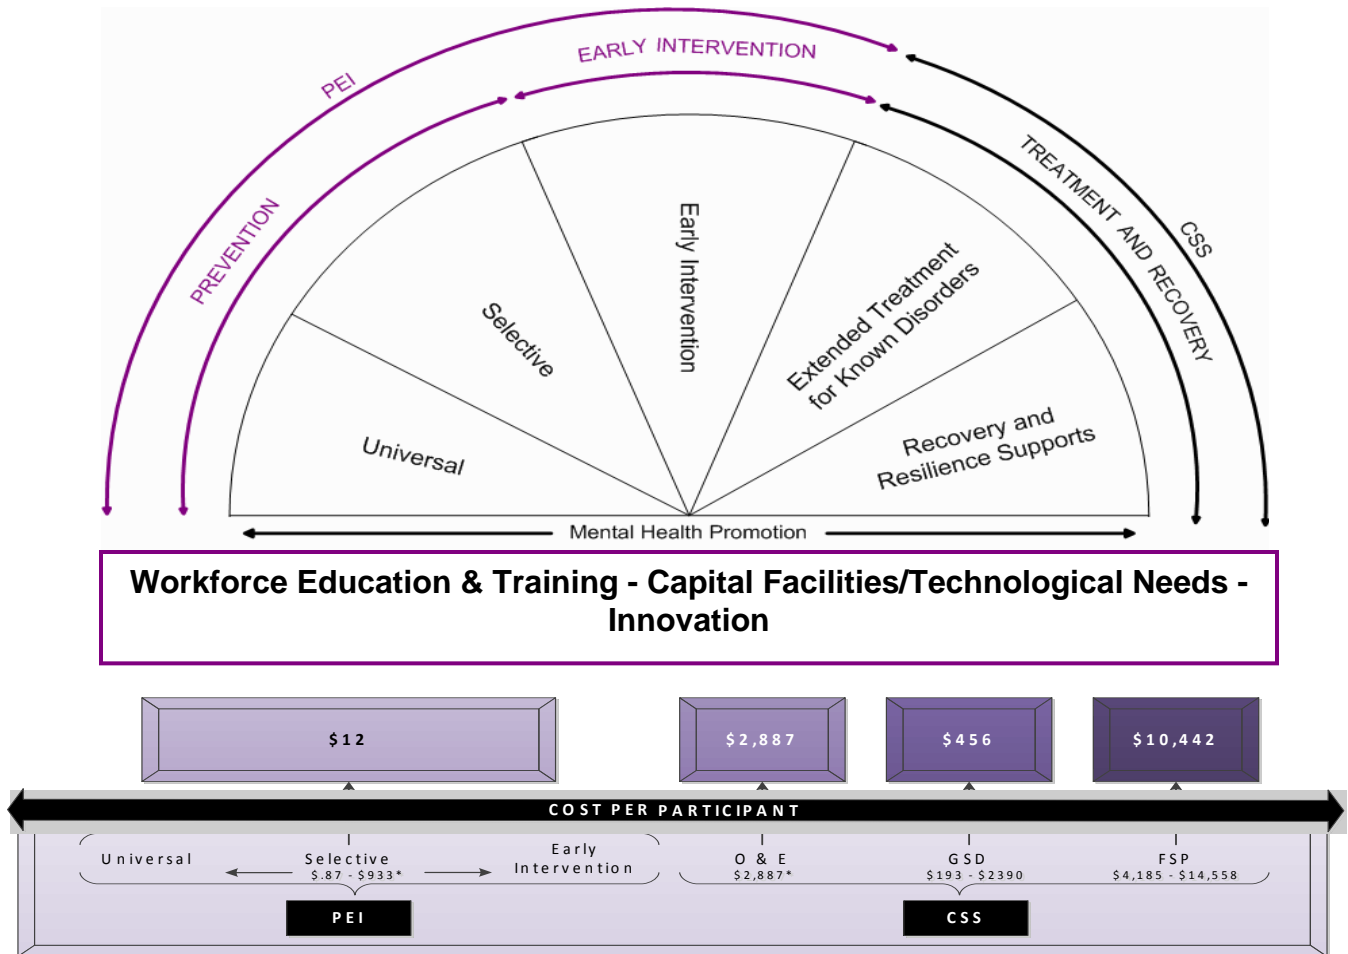 PEI
EARLY INTERVENTION
PREVENTION
TREATMENT AND RECOVERY
CSS
Universal
Selective
Early Intervention
Extended Treatment
for Known Disorders
Recovery and
Resilience Supports
Mental Health Promotion
Workforce Education & Training - Capital Facilities/Technological Needs -
Innovation
$12
$2,887
$456
$10,442
COST PER PARTICIPANT
Universal
Selective
$.87 - $933*
Early
Intervention
O & E
$2,887*
GSD
$193 - $2390
FSP
$4,185 - $14,558
PEI
CSS